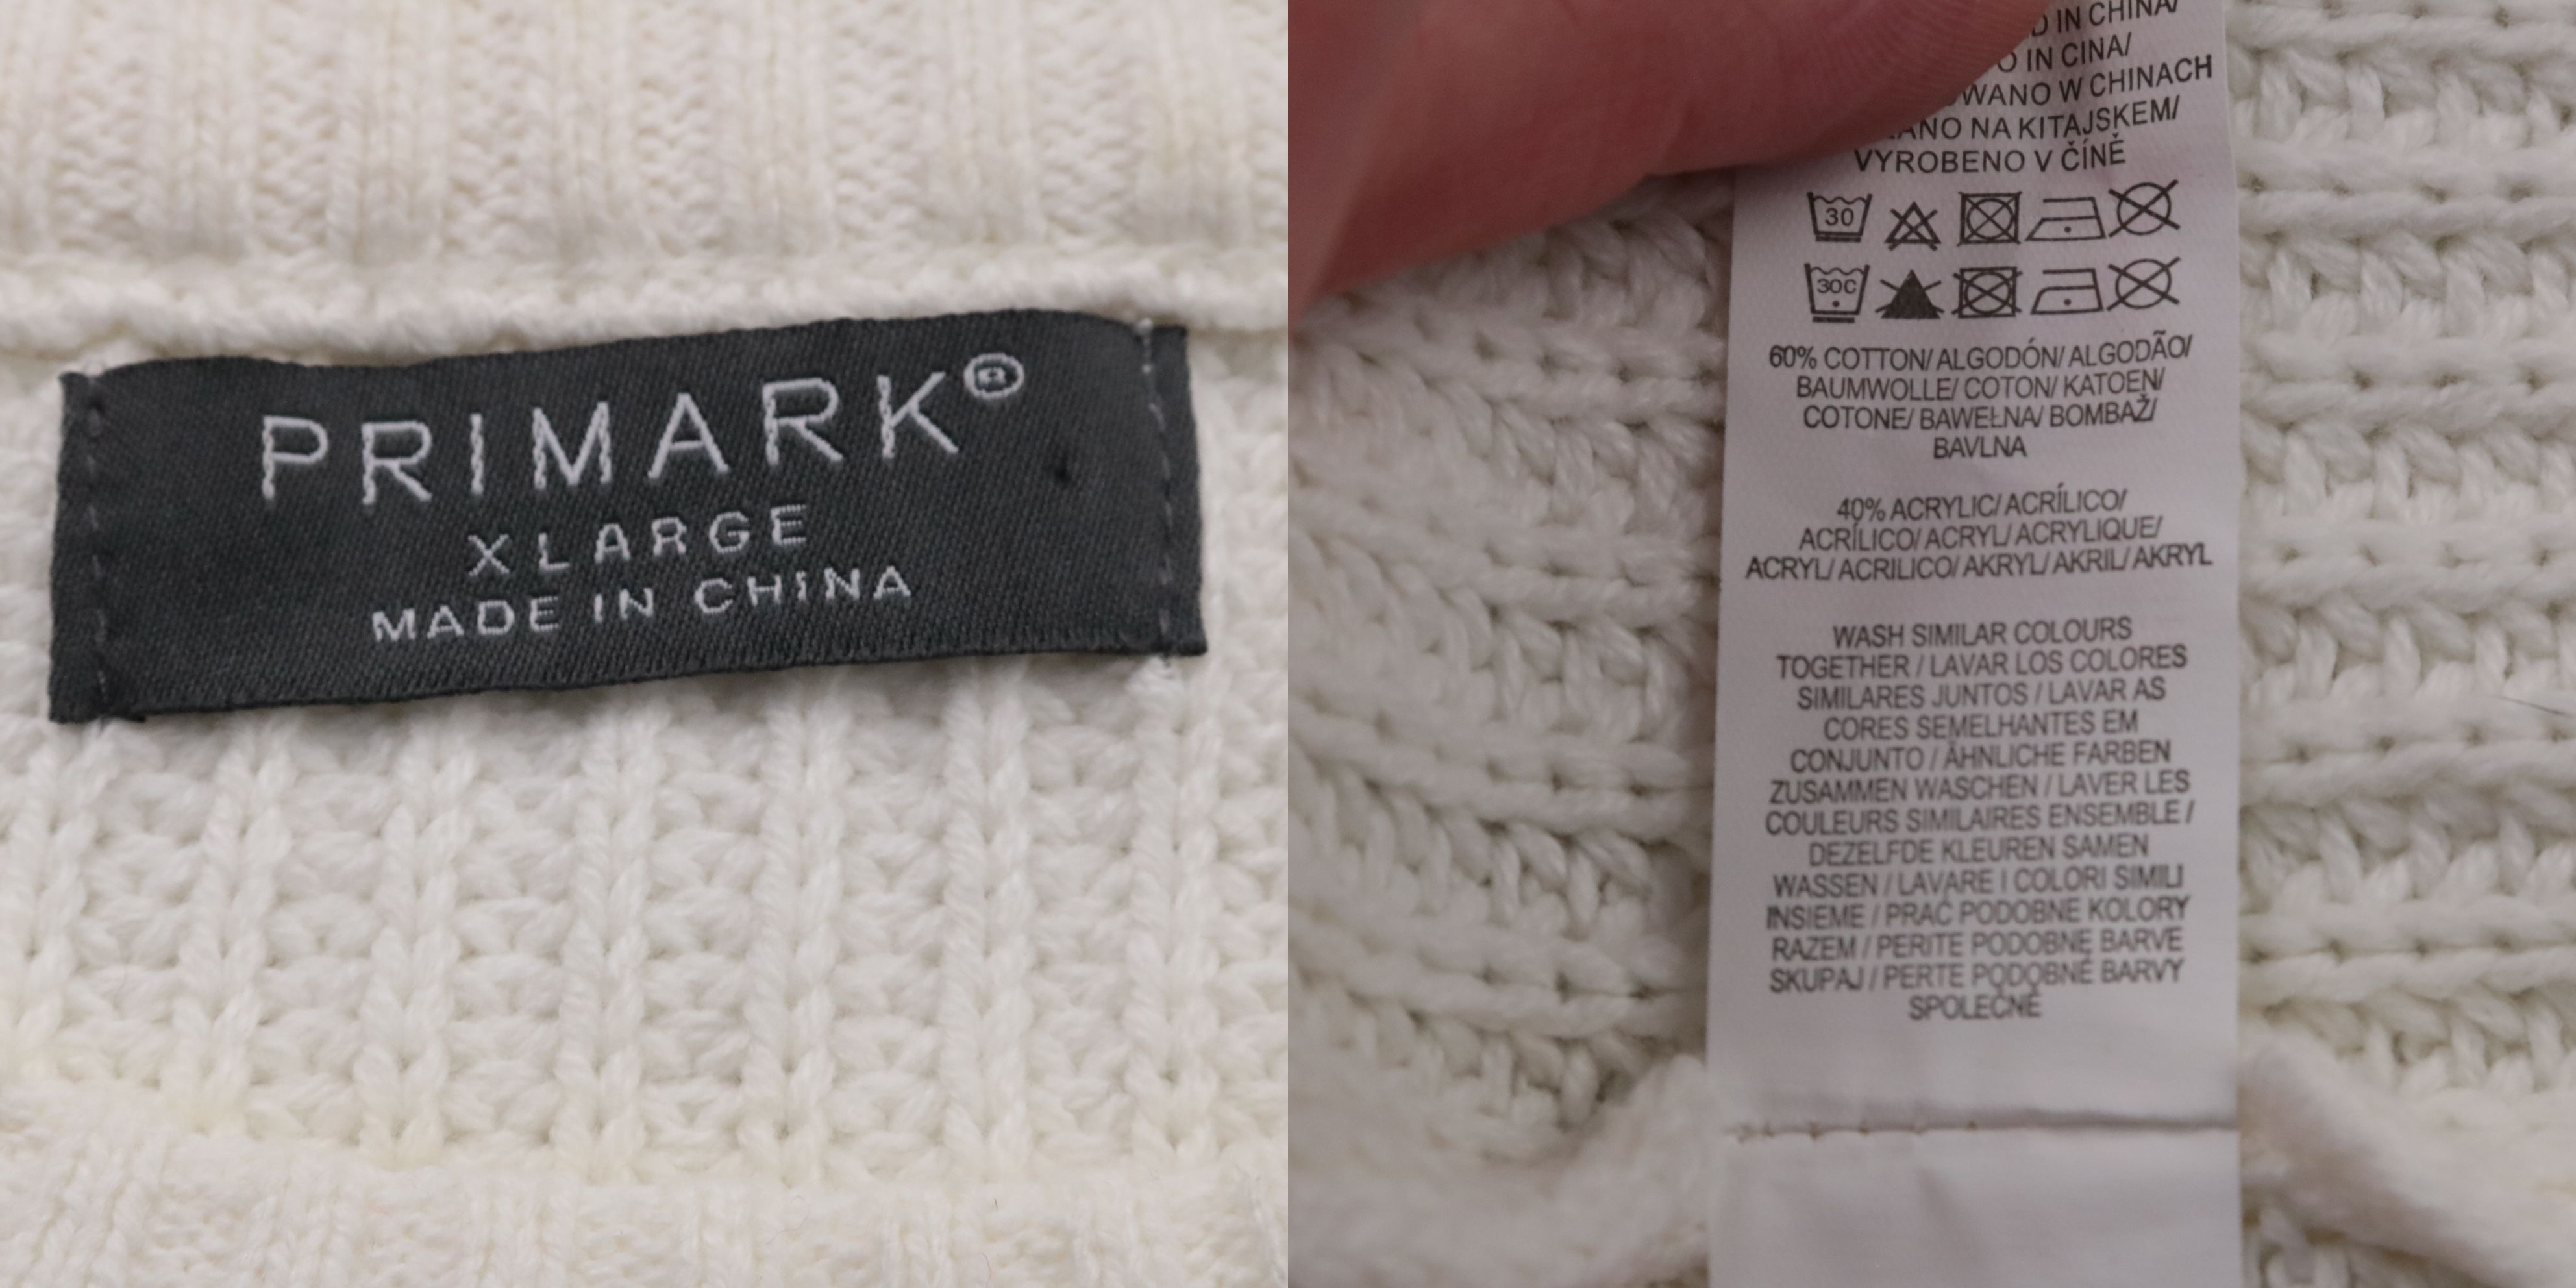 PRIMARK®
X LARGE
MADE IN CHINA
IN CHINA/
IN CINA/
W CHINACH
NA KITAJSKEM/
VYROBENO V ČÍNĚ
30
30C
60% COTTON/ ALGODÓN/ ALGODÃO/
BAUMWOLLE/ COTON/ KATOEN/
COTONE/ BAWEŁNA/ BOMBAŽ/
BAVLNA
40% ACRYLIC/ ACRÍLICO/
ACRÍLICO/ ACRYL/ ACRYLIQUE/
ACRYL/ ACRILICO/ AKRYL/ AKRIL/ AKRYL
WASH SIMILAR COLOURS
TOGETHER / LAVAR LOS COLORES
SIMILARES JUNTOS / LAVAR AS
CORES SEMELHANTES EM
CONJUNTO / ÄHNLICHE FARBEN
ZUSAMMEN WASCHEN / LAVER LES
COULEURS SIMILAIRES ENSEMBLE /
DEZELFDE KLEUREN SAMEN
WASSEN / LAVARE I COLORI SIMILI
INSIEME / PRAĆ PODOBNE KOLORY
RAZEM / PERITE PODOBNE BARVE
SKUPAJ / PERTE PODOBNÉ BARVY
SPOLEČNĚ